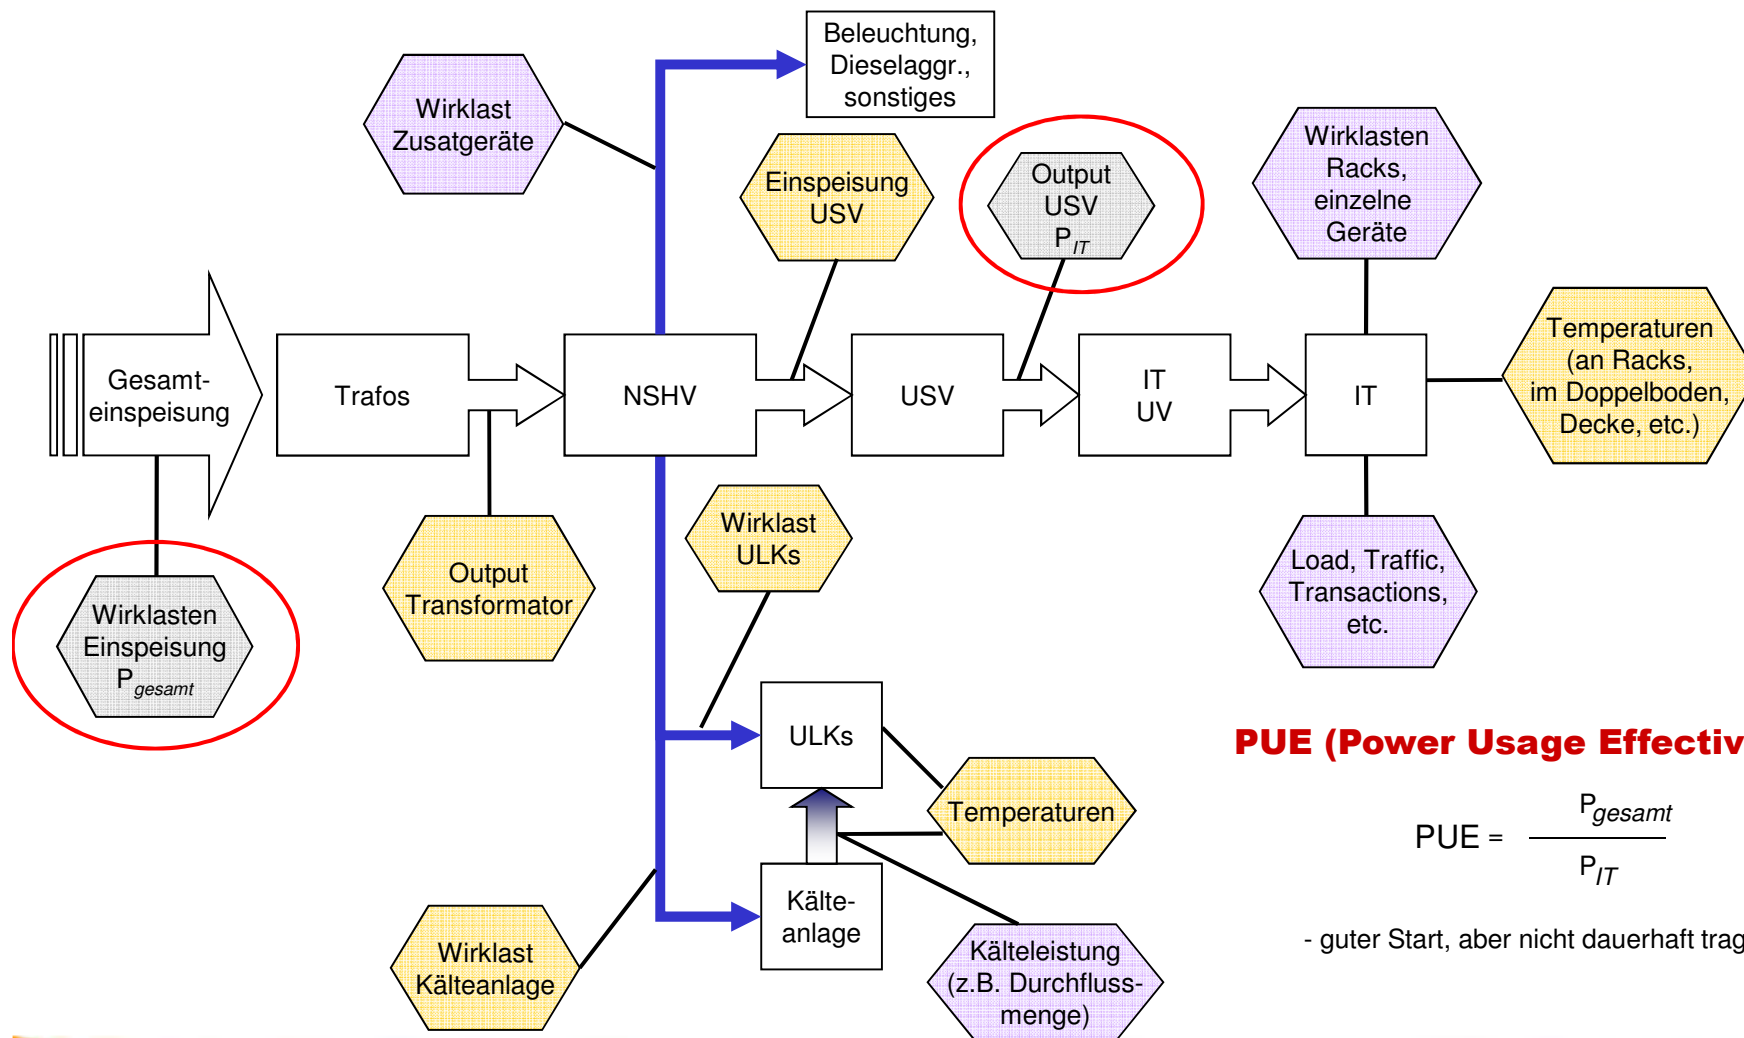 Beleuchtung,
Dieselaggr.,
sonstiges
Wirklast
Zusatgeräte
Einspeisung
USV
Output
USV
P_IT
Wirklasten
Racks,
einzelne
Geräte
Gesamt-
einspeisung
Trafos
NSHV
USV
IT
UV
IT
Temperaturen
(an Racks,
im Doppelboden,
Decke, etc.)
Wirklasten
Einspeisung
P_gesamt
Output
Transformator
Wirklast
ULKs
Load, Traffic,
Transactions,
etc.
ULKs
Temperaturen
Kälte-
anlage
Wirklast
Kälteanlage
Kälteleistung
(z.B. Durchfluss-
menge)
PUE (Power Usage Effectiv
PUE = P_gesamt
P_IT
- guter Start, aber nicht dauerhaft trag